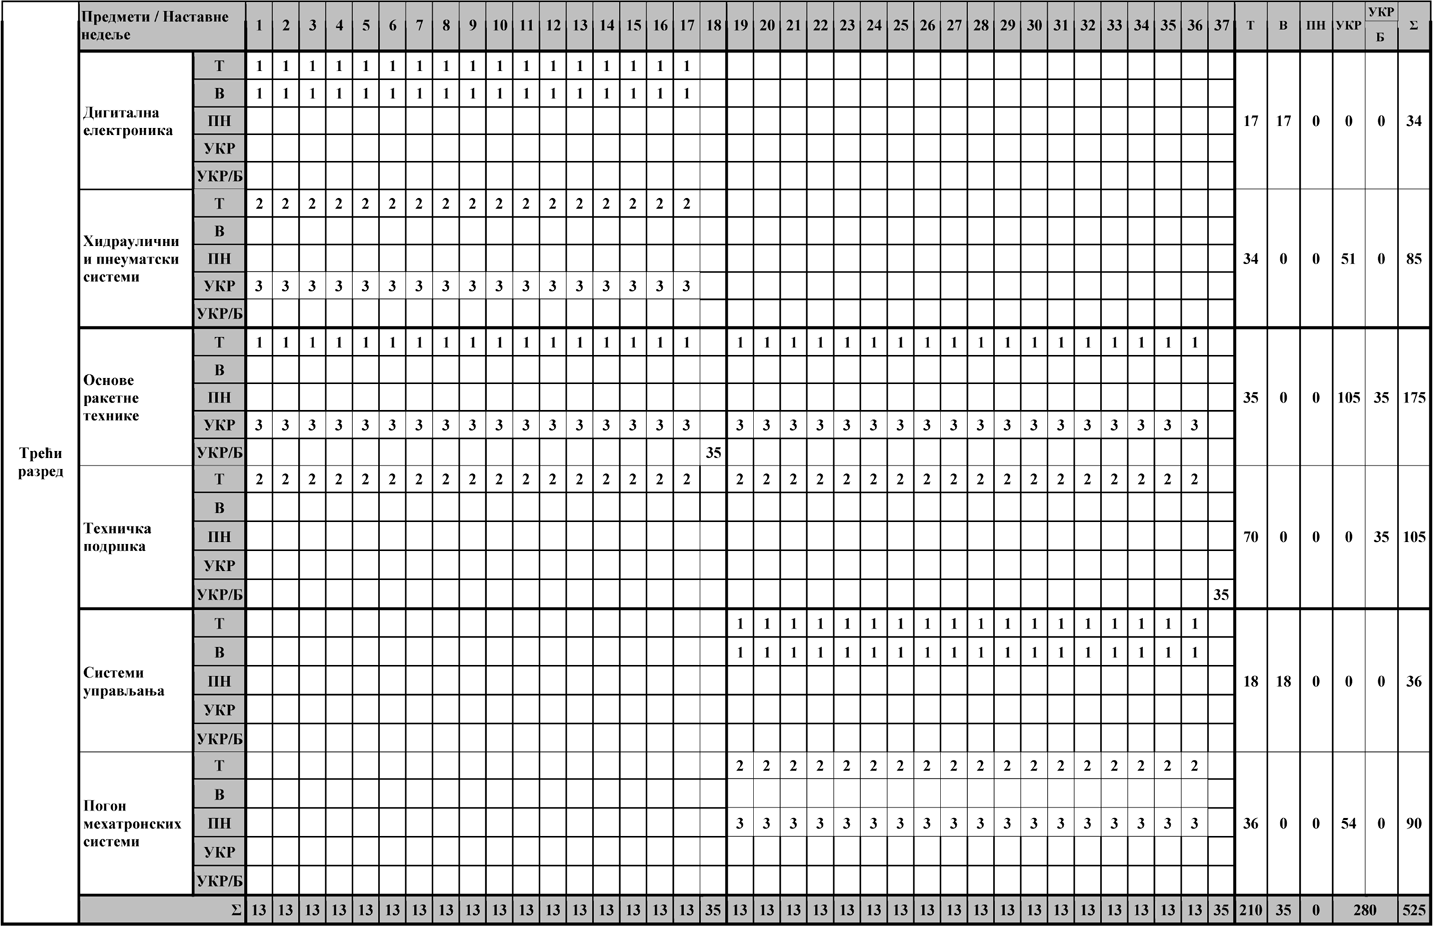 Предмети / Наставне недеље 1 2 3 4 5 6 7 8 9 10 11 12 13 14 15 16 17 18 19 20 21 22 23 24 25 26 27 28 29 30 31 32 33 34 35 36 37 Т В ПН УКР УКР Б Σ
Трећи
разред
Дигитална
електроника
Т 1 1 1 1 1 1 1 1 1 1 1 1 1 1 1 1 1
В 1 1 1 1 1 1 1 1 1 1 1 1 1 1 1 1 1
ПН
УКР
УКР/Б
17 17 0 0 0 34
Хидраулични
и пнеуматски
системи
Т 2 2 2 2 2 2 2 2 2 2 2 2 2 2 2 2 2
В
ПН
УКР 3 3 3 3 3 3 3 3 3 3 3 3 3 3 3 3 3
УКР/Б
34 0 0 51 0 85
Основе
ракетне
технике
Т 1 1 1 1 1 1 1 1 1 1 1 1 1 1 1 1 1 1 1 1 1 1 1 1 1 1 1 1 1 1 1 1 1 1 1
В
ПН
УКР 3 3 3 3 3 3 3 3 3 3 3 3 3 3 3 3 3 3 3 3 3 3 3 3 3 3 3 3 3 3 3 3 3 3 3
УКР/Б 35
35 0 0 105 35 175
Техничка
подршка
Т 2 2 2 2 2 2 2 2 2 2 2 2 2 2 2 2 2 2 2 2 2 2 2 2 2 2 2 2 2 2 2 2 2 2 2
В
ПН
УКР
УКР/Б 35
70 0 0 0 35 105
Системи
управљања
Т 1 1 1 1 1 1 1 1 1 1 1 1 1 1 1 1 1 1
В 1 1 1 1 1 1 1 1 1 1 1 1 1 1 1 1 1 1
ПН
УКР
УКР/Б
18 18 0 0 0 36
Погон
мехатронских
системи
Т 2 2 2 2 2 2 2 2 2 2 2 2 2 2 2 2 2 2
В
ПН 3 3 3 3 3 3 3 3 3 3 3 3 3 3 3 3 3 3
УКР
УКР/Б
36 0 0 54 0 90
Σ 13 13 13 13 13 13 13 13 13 13 13 13 13 13 13 13 13 35 13 13 13 13 13 13 13 13 13 13 13 13 13 13 13 13 13 13 35 210 35 0 280 525